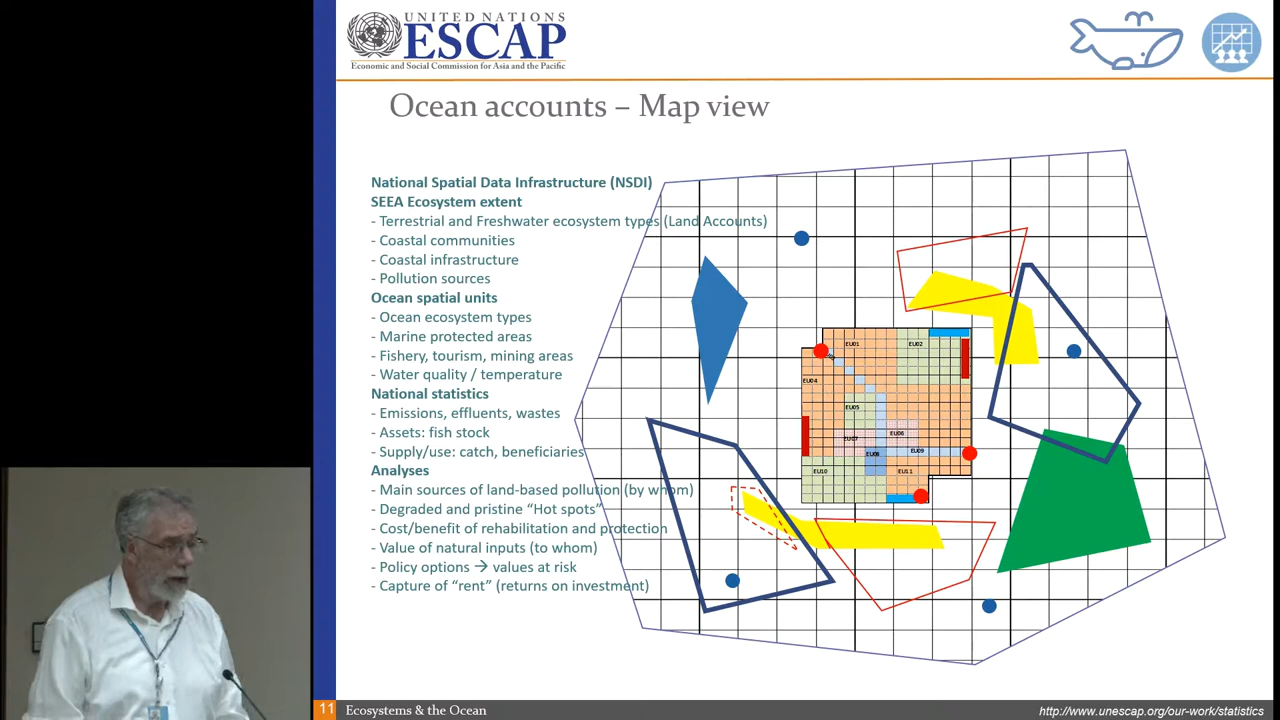 UNITED NATIONS
ESCAP
Economic and Social Commission for Asia and the Pacific
Ocean accounts – Map view
National Spatial Data Infrastructure (NSDI)
SEEA Ecosystem extent
- Terrestrial and Freshwater ecosystem types (Land Accounts)
- Coastal communities
- Coastal infrastructure
- Pollution sources
Ocean spatial units
- Ocean ecosystem types
- Marine protected areas
- Fishery, tourism, mining areas
- Water quality / temperature
National statistics
- Emissions, effluents, wastes
- Assets: fish stock
- Supply/use: catch, beneficiaries
Analyses
- Main sources of land-based pollution (by whom)
- Degraded and pristine “Hot spots”
- Cost/benefit of rehabilitation and protection
- Value of natural inputs (to whom)
- Policy options → values at risk
- Capture of “rent” (returns on investment)
EU01
EU02
EU04
EU05
EU06
EU07
EU08
EU09
EU10
EU11
11
Ecosystems & the Ocean
http://www.unescap.org/our-work/statistics